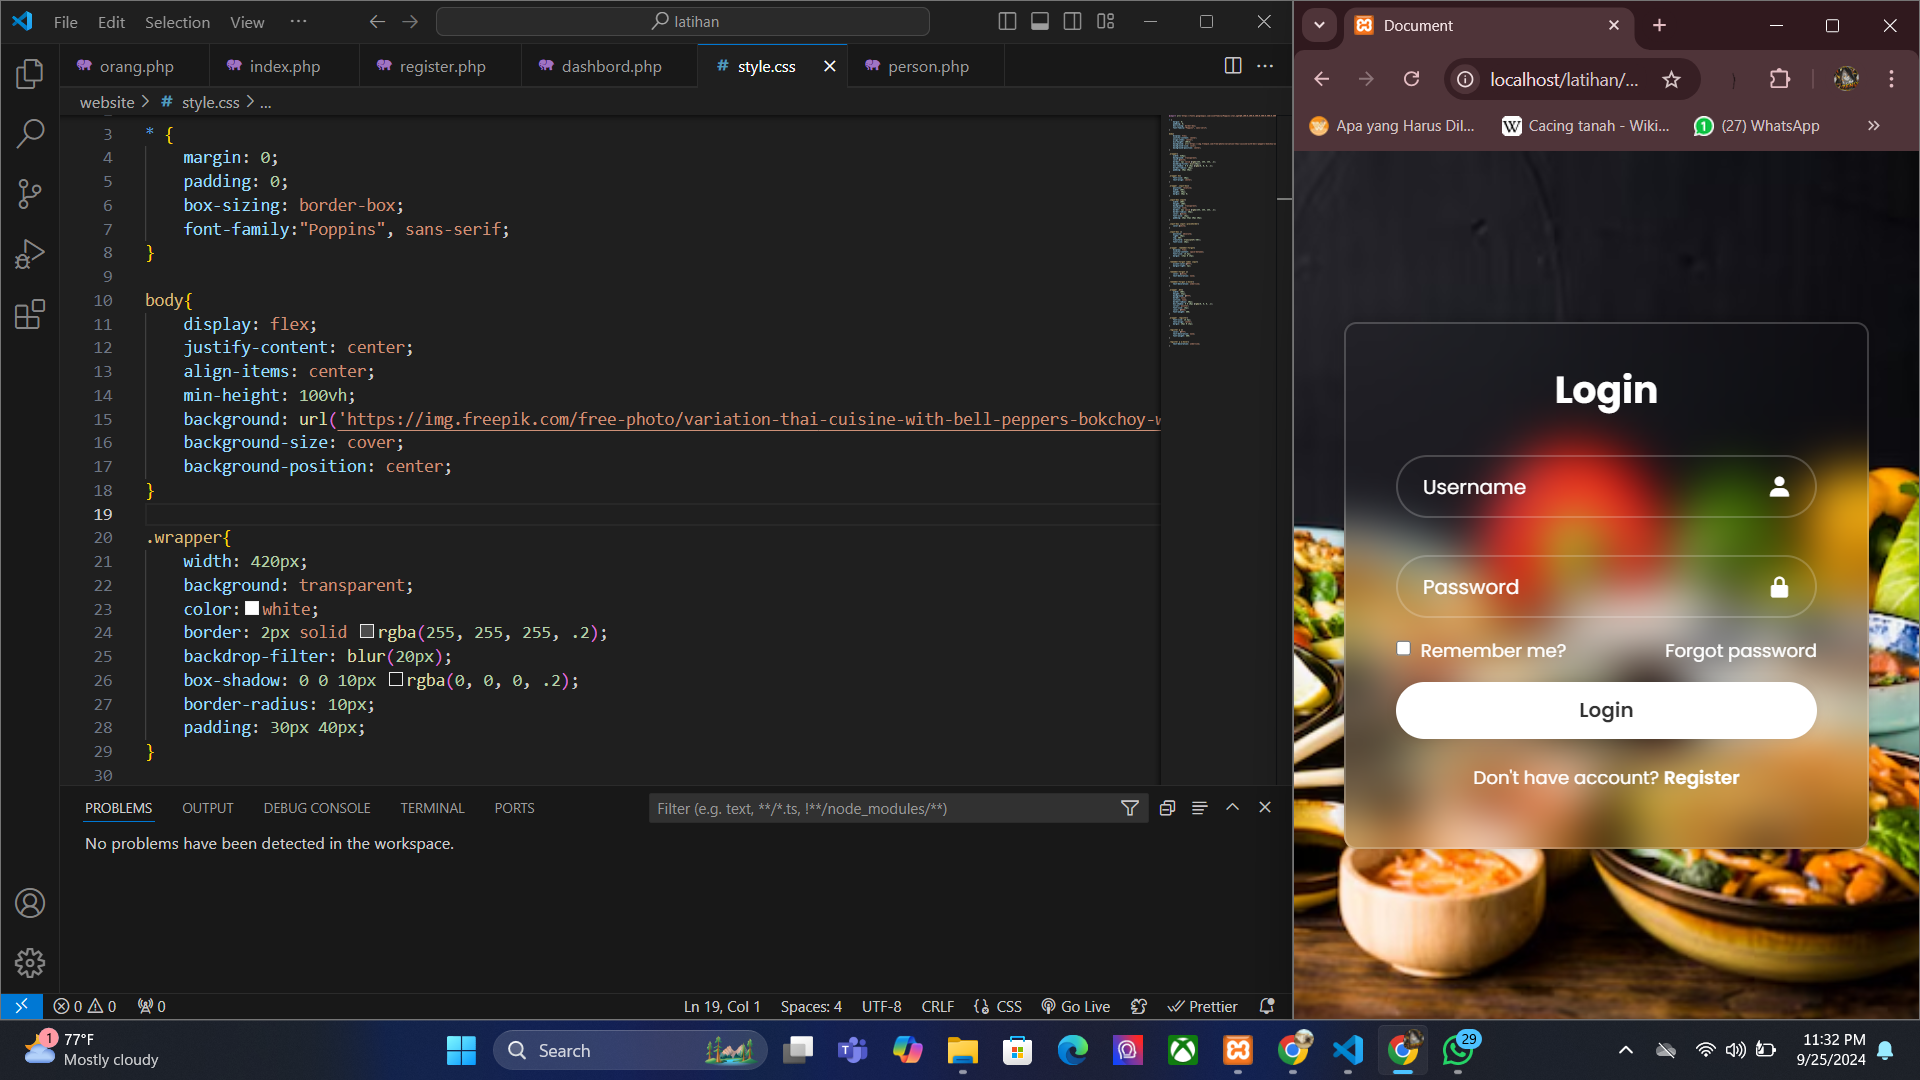 File Edit Selection View ...
latihan
orang.php index.php register.php dashbord.php # style.css person.php
website > # style.css > ...
3 * {
4 margin: 0;
5 padding: 0;
6 box-sizing: border-box;
7 font-family:"Poppins", sans-serif;
8 }
9
10 body{
11 display: flex;
12 justify-content: center;
13 align-items: center;
14 min-height: 100vh;
15 background: url('https://img.freepik.com/free-photo/variation-thai-cuisine-with-bell-peppers-bokchoy-w
16 background-size: cover;
17 background-position: center;
18 }
19
20 .wrapper{
21 width: 420px;
22 background: transparent;
23 color: white;
24 border: 2px solid rgba(255, 255, 255, .2);
25 backdrop-filter: blur(20px);
26 box-shadow: 0 0 10px rgba(0, 0, 0, .2);
27 border-radius: 10px;
28 padding: 30px 40px;
29 }
30
PROBLEMS OUTPUT DEBUG CONSOLE TERMINAL PORTS
Filter (e.g. text, **/*.ts, !**/node_modules/**)
No problems have been detected in the workspace.
0 0 0
Ln 19, Col 1 Spaces: 4 UTF-8 CRLF {} CSS Go Live Prettier
Document
localhost/latihan/...
Apa yang Harus Dil... W Cacing tanah - Wiki... 1 (27) WhatsApp »
Login
Username
Password
Remember me? Forgot password
Login
Don't have account? Register
1
77°F
Mostly cloudy
Search
29
11:32 PM
9/25/2024